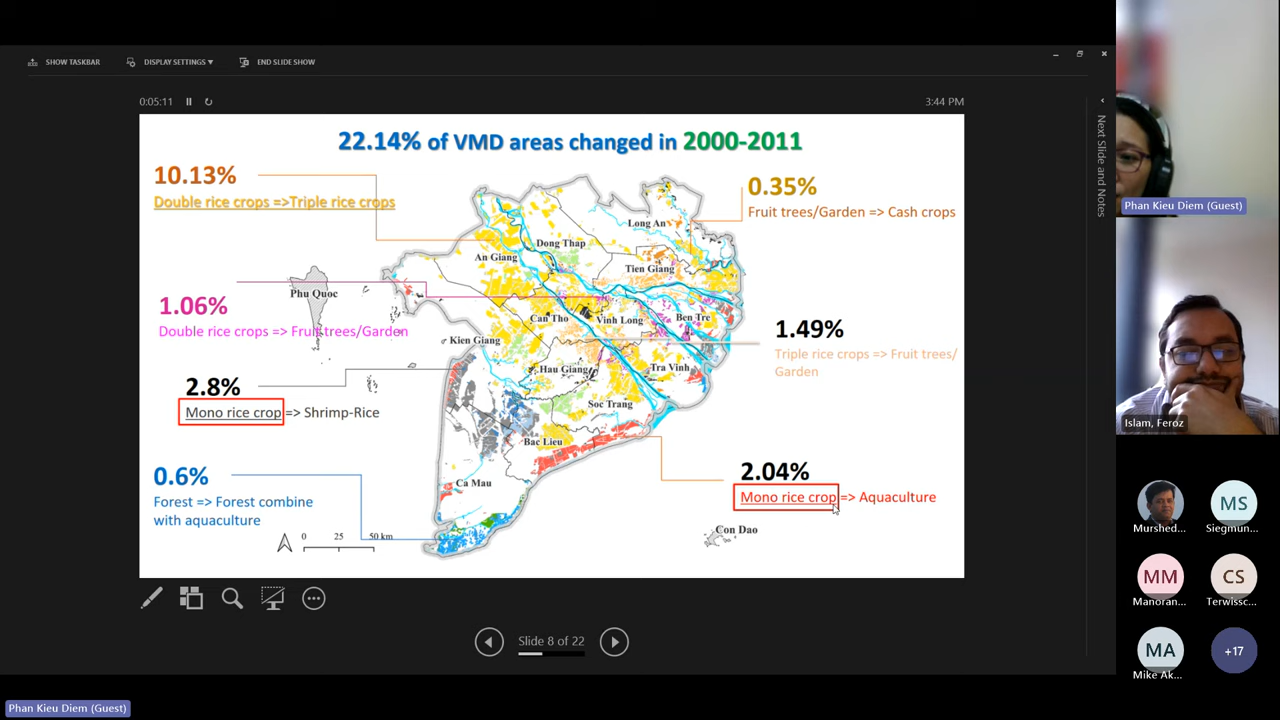 SHOW TASKBAR
DISPLAY SETTINGS ▾
END SLIDE SHOW
0:05:11
3:44 PM
Next Slide and Notes
22.14% of VMD areas changed in 2000-2011
10.13%
Double rice crops =>Triple rice crops
0.35%
Fruit trees/Garden => Cash crops
Long An
Dong Thap
An Giang
Tien Giang
Phu Quoc
1.06%
Double rice crops => Fruit trees/Garden
Can Tho
Vinh Long
Ben Tre
1.49%
Triple rice crops => Fruit trees/
Garden
Kien Giang
Hau Giang
Tra Vinh
2.8%
Mono rice crop => Shrimp-Rice
Soc Trang
Bac Lieu
0.6%
Forest => Forest combine
with aquaculture
Ca Mau
2.04%
Mono rice crop => Aquaculture
Con Dao
0 25 50 km
Slide 8 of 22
Phan Kieu Diem (Guest)
Islam, Feroz
Murshed...
MS
Siegmun...
MM
Manoran...
CS
Terwissc...
MA
Mike Ak...
+17
Phan Kieu Diem (Guest)